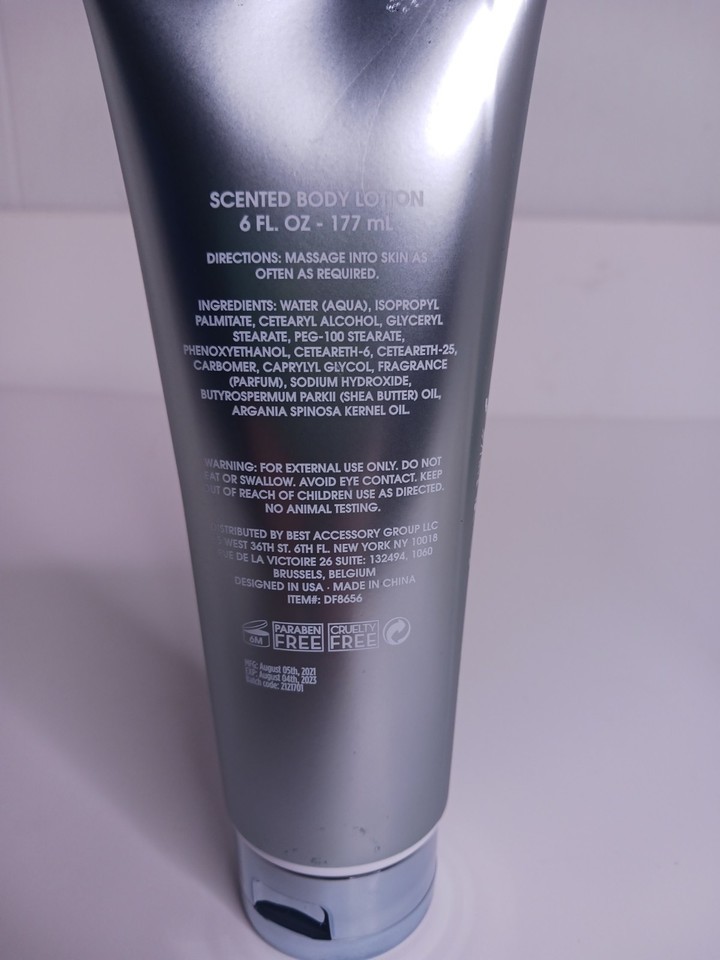 SCENTED BODY LOTION
6 FL. OZ - 177 mL
DIRECTIONS: MASSAGE INTO SKIN AS
OFTEN AS REQUIRED.
INGREDIENTS: WATER (AQUA), ISOPROPYL
PALMITATE, CETEARYL ALCOHOL, GLYCERYL
STEARATE, PEG-100 STEARATE,
PHENOXYETHANOL, CETEARETH-6, CETEARETH-25,
CARBOMER, CAPRYLYL GLYCOL, FRAGRANCE
(PARFUM), SODIUM HYDROXIDE,
BUTYROSPERMUM PARKII (SHEA BUTTER) OIL,
ARGANIA SPINOSA KERNEL OIL.
WARNING: FOR EXTERNAL USE ONLY. DO NOT
EAT OR SWALLOW. AVOID EYE CONTACT. KEEP
OUT OF REACH OF CHILDREN USE AS DIRECTED.
NO ANIMAL TESTING.
DISTRIBUTED BY BEST ACCESSORY GROUP LLC
WEST 36TH ST. 6TH FL. NEW YORK NY 10018
RUE DE LA VICTOIRE 26 SUITE: 132494, 1060
BRUSSELS, BELGIUM
DESIGNED IN USA · MADE IN CHINA
ITEM#: DF8656
6M
PARABEN
FREE
CRUELTY
FREE
MFG: August 05th, 2021
EXP: August 04th, 2023
Batch code: 2121701